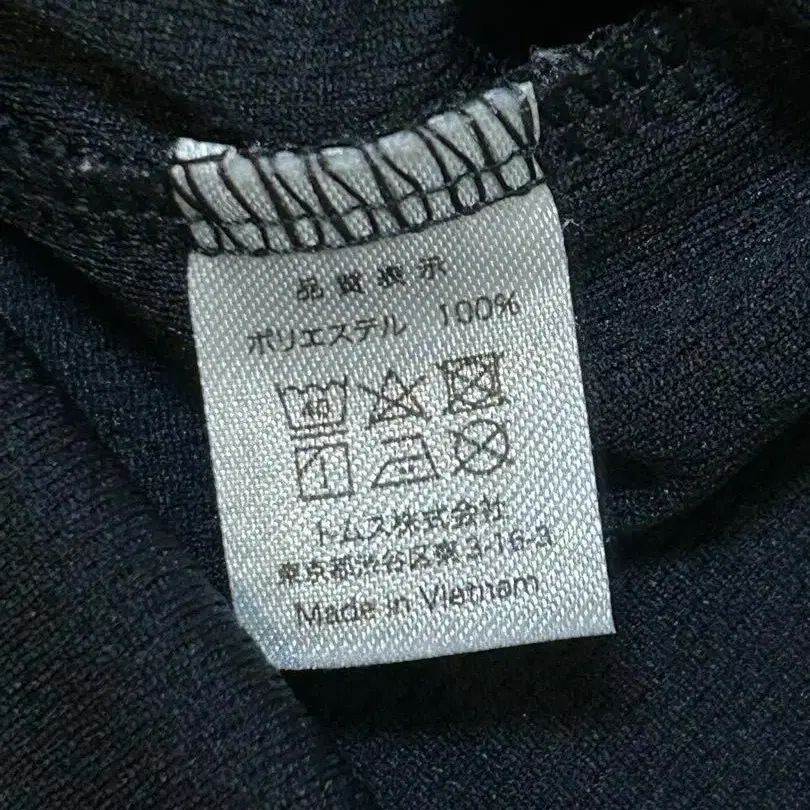 品質表示
ポリエステル 100%
40
トムス株式会社
東京都渋谷区東3-16-3
Made in Vietnam